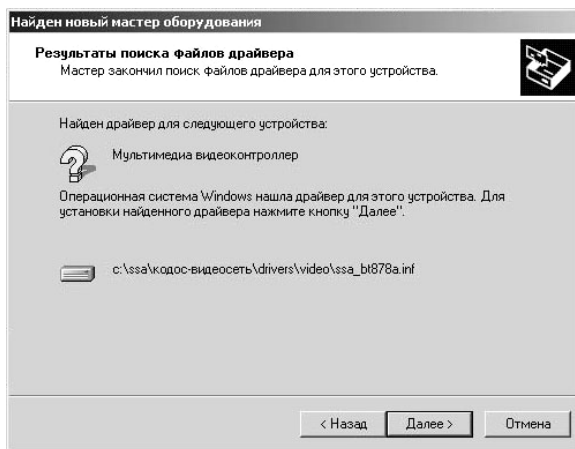 Найден новый мастер оборудования
Результаты поиска файлов драйвера
Мастер закончил поиск файлов драйвера для этого устройства.
Найден драйвер для следующего устройства:
Мультимедиа видеоконтроллер
Операционная система Windows нашла драйвер для этого устройства. Для
установки найденного драйвера нажмите кнопку "Далее".
c:\ssa\кодос-видеосеть\drivers\video\ssa_bt878a.inf
< Назад
Далее >
Отмена